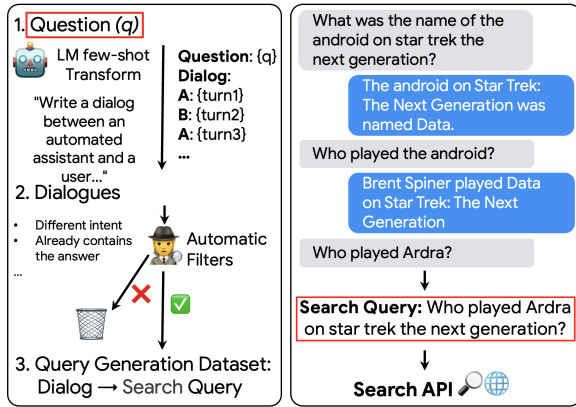 1. Question (q)
LM few-shot
Transform
"Write a dialog
between an
automated
assistant and a
user..."
Question: {q}
Dialog:
A: {turn1}
B: {turn2}
A: {turn3}
...
2. Dialogues
• Different intent
• Already contains
the answer
...
Automatic
Filters
3. Query Generation Dataset:
Dialog → Search Query
What was the name of the
android on star trek the
next generation?
The android on Star Trek:
The Next Generation was
named Data.
Who played the android?
Brent Spiner played Data
on Star Trek: The Next
Generation
Who played Ardra?
Search Query: Who played Ardra
on star trek the next generation?
Search API